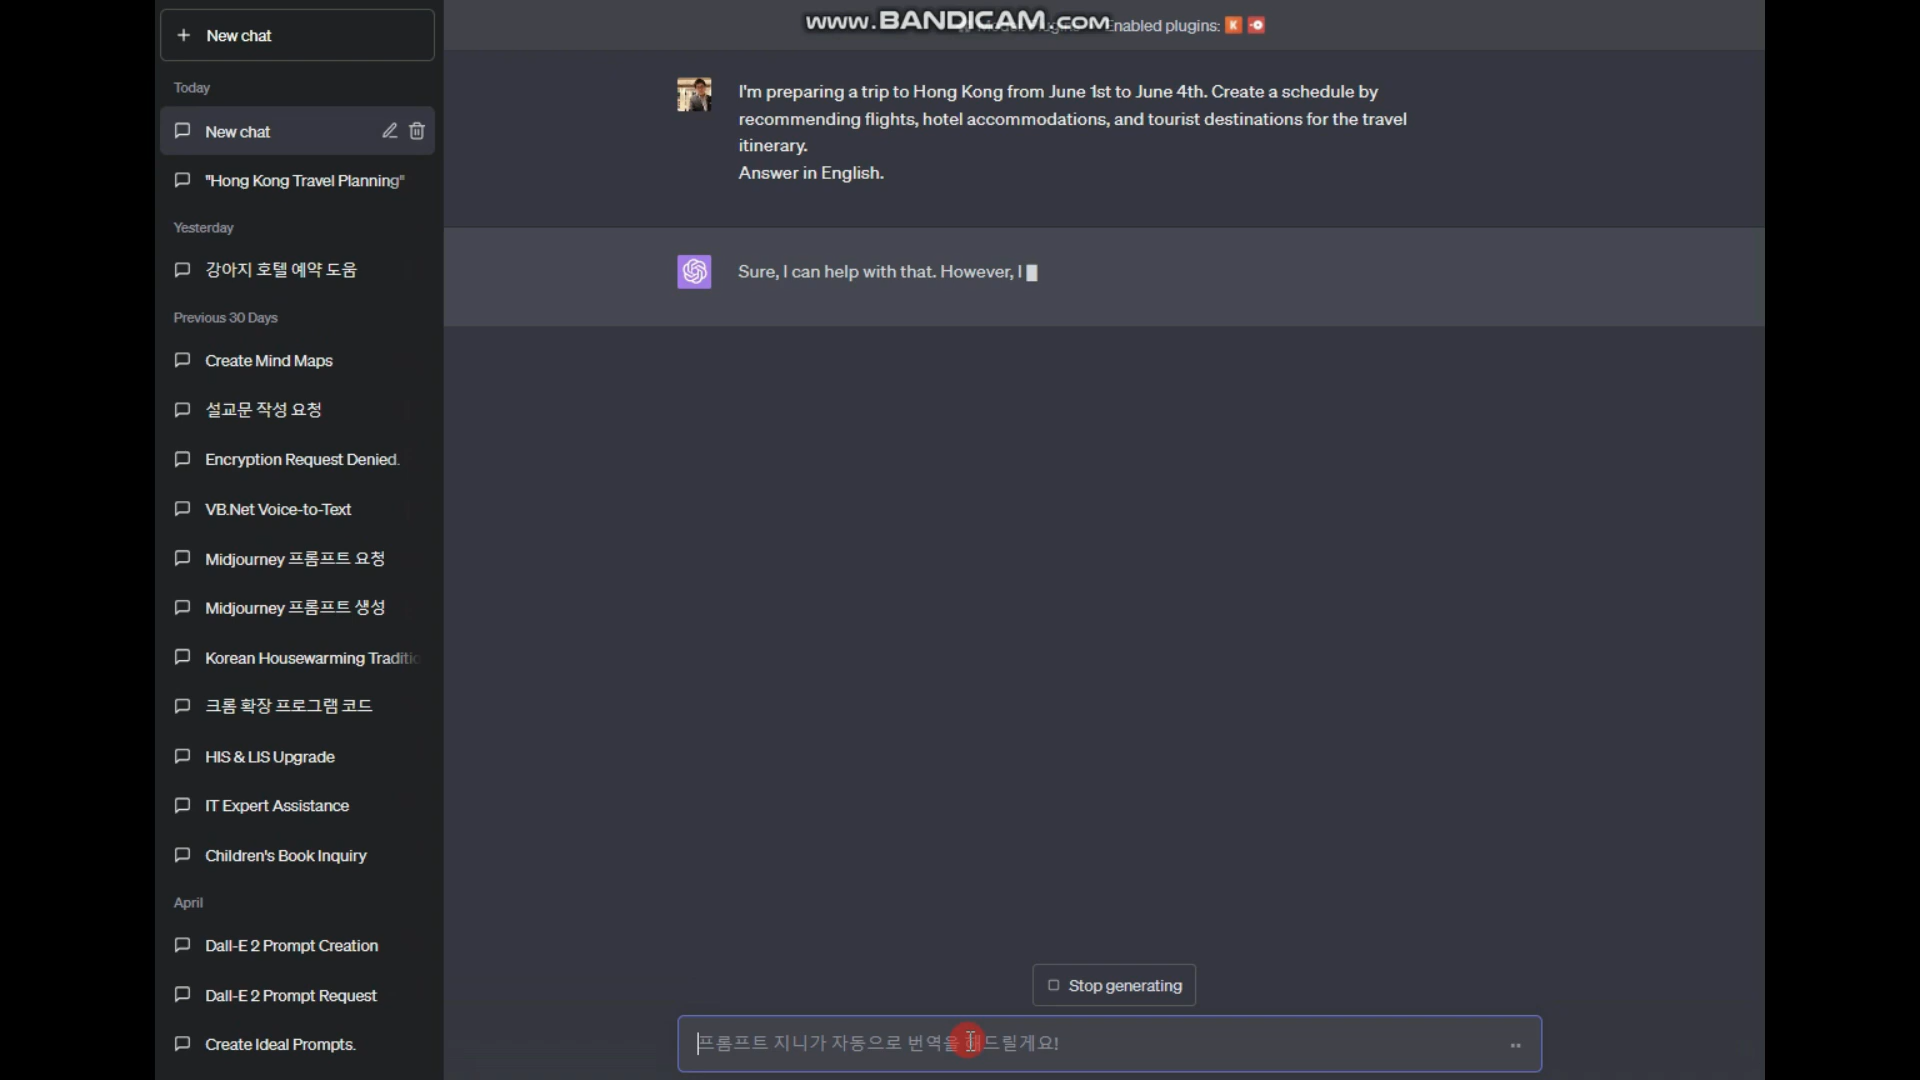 www.BANDICAM.com
Enabled plugins:
New chat
Today
New chat
"Hong Kong Travel Planning"
Yesterday
강아지 호텔 예약 도움
Previous 30 Days
Create Mind Maps
설교문 작성 요청
Encryption Request Denied.
VB.Net Voice-to-Text
Midjourney 프롬프트 요청
Midjourney 프롬프트 생성
Korean Housewarming Traditic
크롬 확장 프로그램 코드
HIS & LIS Upgrade
IT Expert Assistance
Children's Book Inquiry
April
Dall-E 2 Prompt Creation
Dall-E 2 Prompt Request
Create Ideal Prompts.
I'm preparing a trip to Hong Kong from June 1st to June 4th. Create a schedule by
recommending flights, hotel accommodations, and tourist destinations for the travel
itinerary.
Answer in English.
Sure, I can help with that. However, I
Stop generating
프롬프트 지니가 자동으로 번역을 해드릴게요!